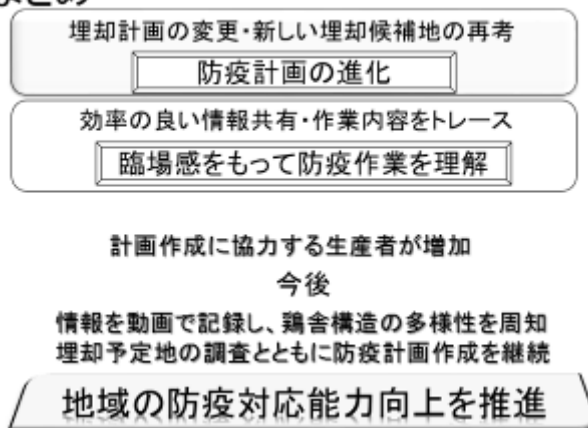 まとめ
埋却計画の変更・新しい埋却候補地の再考
防疫計画の進化
効率の良い情報共有・作業内容をトレース
臨場感をもって防疫作業を理解
計画作成に協力する生産者が増加
今後
情報を動画で記録し、鶏舎構造の多様性を周知
埋却予定地の調査とともに防疫計画作成を継続
地域の防疫対応能力向上を推進